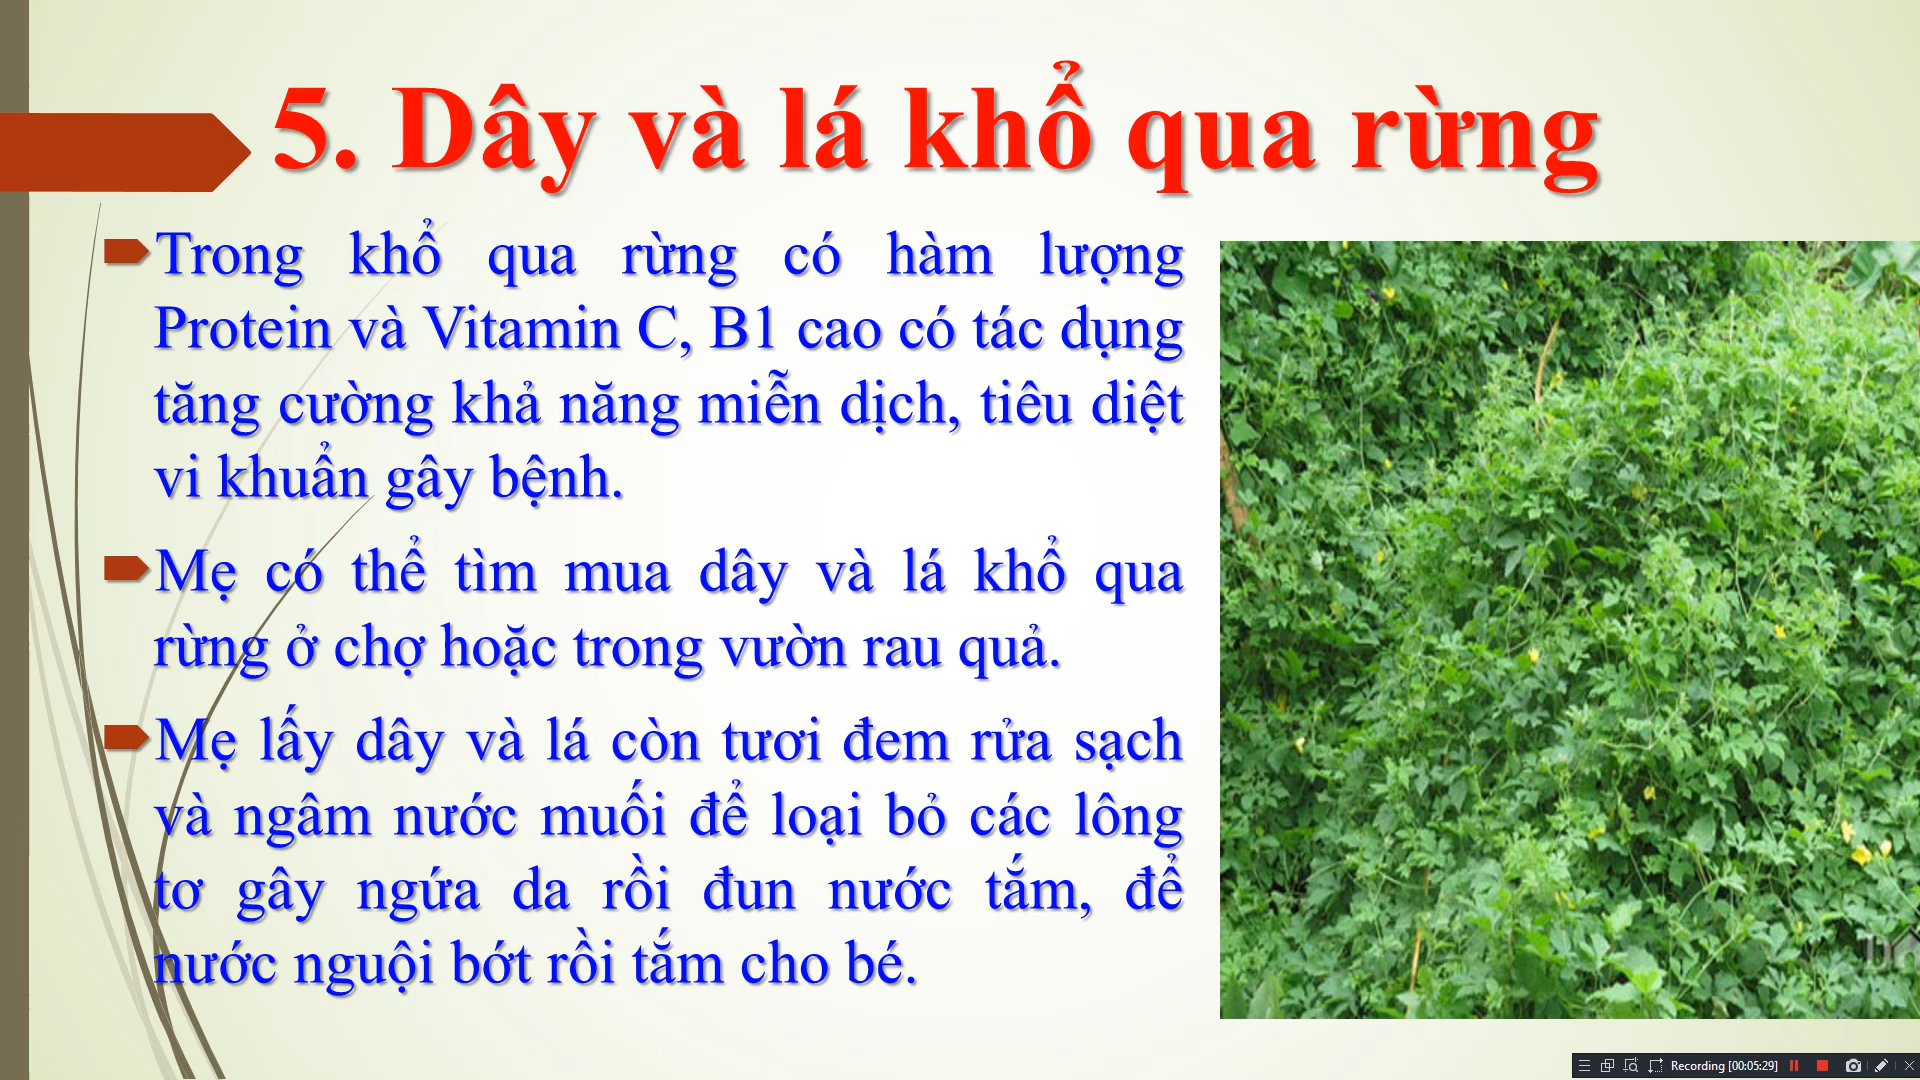 5. Dây và lá khổ qua rừng
Trong khổ qua rừng có hàm lượng
Protein và Vitamin C, B1 cao có tác dụng
tăng cường khả năng miễn dịch, tiêu diệt
vi khuẩn gây bệnh.
Mẹ có thể tìm mua dây và lá khổ qua
rừng ở chợ hoặc trong vườn rau quả.
Mẹ lấy dây và lá còn tươi đem rửa sạch
và ngâm nước muối để loại bỏ các lông
tơ gây ngứa da rồi đun nước tắm, để
nước nguội bớt rồi tắm cho bé.
Recording [00:05:29]